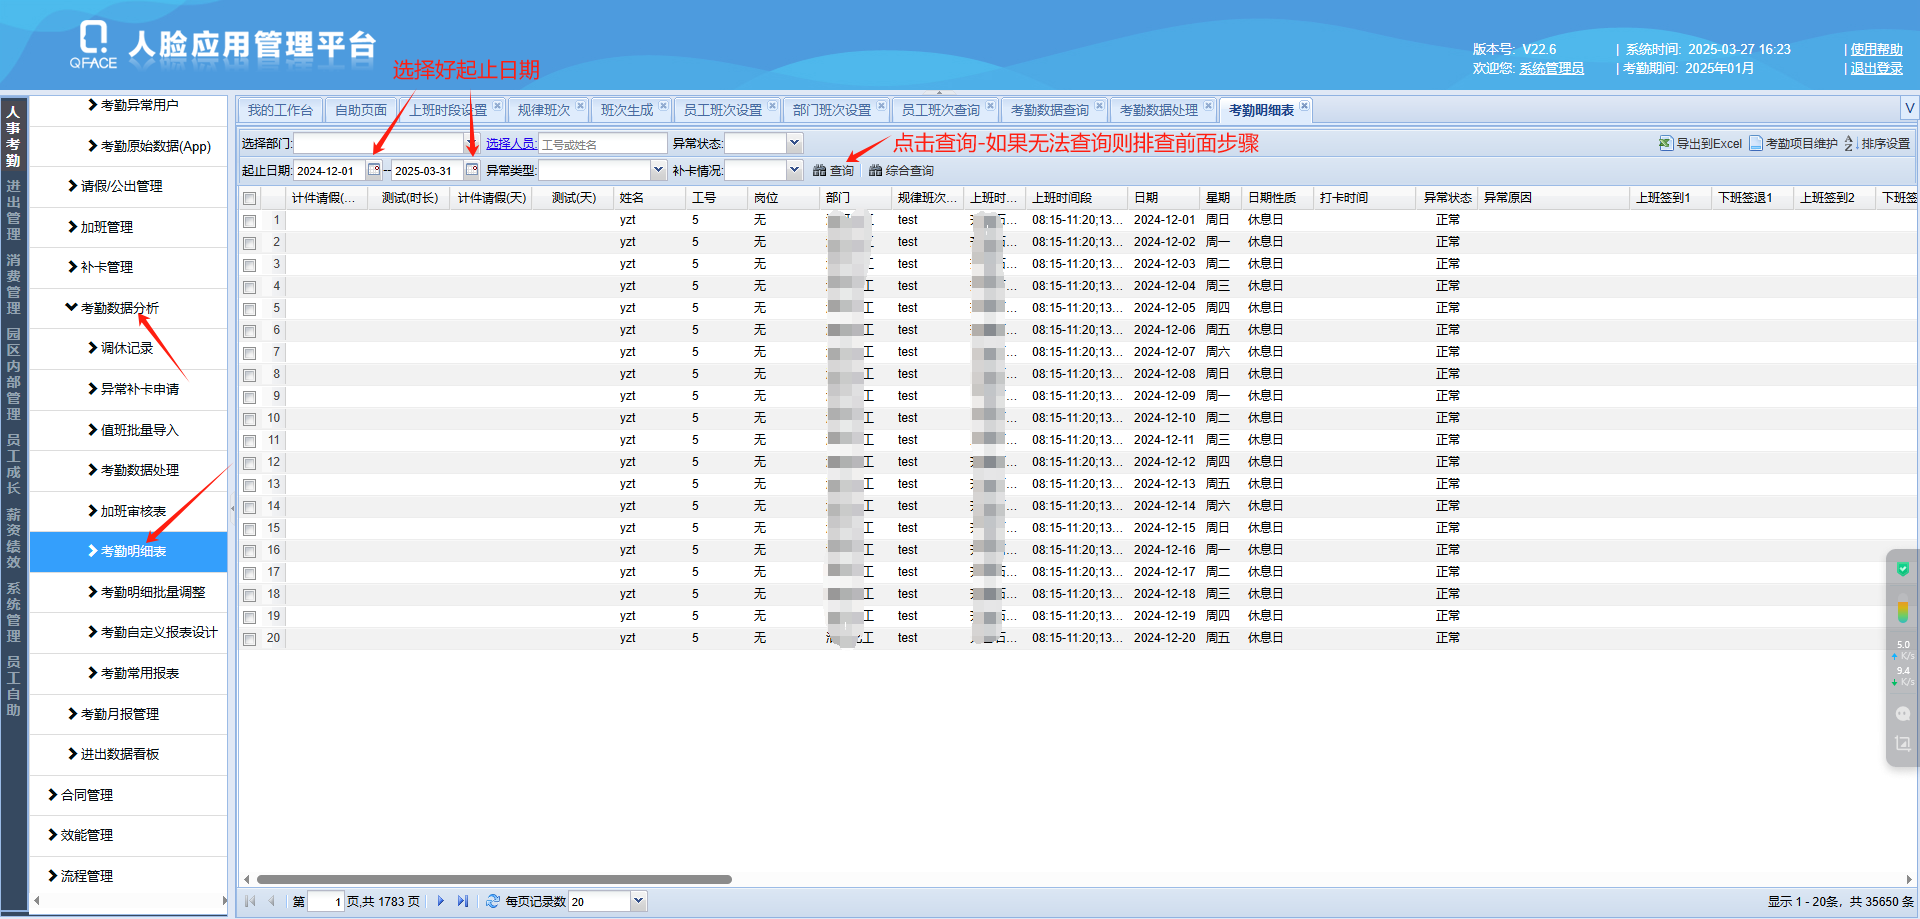 QFACE
人脸应用管理平台
版本号: V22.6 | 系统时间: 2025-03-27 16:23 | 使用帮助
欢迎您: 系统管理员 | 考勤期间: 2025年01月 | 退出登录
选择好起止日期
我的工作台 自助页面 上班时段设置 规律班次 班次生成 员工班次设置 部门班次设置 员工班次查询 考勤数据查询 考勤数据处理 考勤明细表 V
选择部门: 选择人员: 工号或姓名 异常状态: 点击查询-如果无法查询则排查前面步骤 导出到Excel 考勤项目维护 排序设置
起止日期: 2024-12-01 -- 2025-03-31 异常类型: 补卡情况: 查询 综合查询
人事考勤
进出管理
消费管理
园区内部管理
员工成长
薪资绩效
系统管理
员工自助
考勤异常用户
考勤原始数据(App)
请假/公出管理
加班管理
补卡管理
考勤数据分析
调休记录
异常补卡申请
值班批量导入
考勤数据处理
加班审核表
考勤明细表
考勤明细批量调整
考勤自定义报表设计
考勤常用报表
考勤月报管理
进出数据看板
合同管理
效能管理
流程管理
计件请假(... 测试(时长) 计件请假(天) 测试(天) 姓名 工号 岗位 部门 规律班次... 上班时... 上班时间段 日期 星期 日期性质 打卡时间 异常状态 异常原因 上班签到1 下班签退1 上班签到2 下班签
1 yzt 5 无 工 test 石... 08:15-11:20;13... 2024-12-01 周日 休息日 正常
2 yzt 5 无 test 石... 08:15-11:20;13... 2024-12-02 周一 休息日 正常
3 yzt 5 无 工 test 石... 08:15-11:20;13... 2024-12-03 周二 休息日 正常
4 yzt 5 无 工 test ... 08:15-11:20;13... 2024-12-04 周三 休息日 正常
5 yzt 5 无 工 test ... 08:15-11:20;13... 2024-12-05 周四 休息日 正常
6 yzt 5 无 工 test ... 08:15-11:20;13... 2024-12-06 周五 休息日 正常
7 yzt 5 无 工 test ... 08:15-11:20;13... 2024-12-07 周六 休息日 正常
8 yzt 5 无 工 test ... 08:15-11:20;13... 2024-12-08 周日 休息日 正常
9 yzt 5 无 工 test ... 08:15-11:20;13... 2024-12-09 周一 休息日 正常
10 yzt 5 无 工 test ... 08:15-11:20;13... 2024-12-10 周二 休息日 正常
11 yzt 5 无 工 test ... 08:15-11:20;13... 2024-12-11 周三 休息日 正常
12 yzt 5 无 工 test ... 08:15-11:20;13... 2024-12-12 周四 休息日 正常
13 yzt 5 无 工 test ... 08:15-11:20;13... 2024-12-13 周五 休息日 正常
14 yzt 5 无 工 test ... 08:15-11:20;13... 2024-12-14 周六 休息日 正常
15 yzt 5 无 工 test ... 08:15-11:20;13... 2024-12-15 周日 休息日 正常
16 yzt 5 无 工 test ... 08:15-11:20;13... 2024-12-16 周一 休息日 正常
17 yzt 5 无 工 test ... 08:15-11:20;13... 2024-12-17 周二 休息日 正常
18 yzt 5 无 工 test ... 08:15-11:20;13... 2024-12-18 周三 休息日 正常
19 yzt 5 无 工 test ... 08:15-11:20;13... 2024-12-19 周四 休息日 正常
20 yzt 5 无 工 test 石... 08:15-11:20;13... 2024-12-20 周五 休息日 正常
5.0
K/s
9.4
K/s
第 1 页,共 1783 页 每页记录数 20 显示 1 - 20条，共 35650 条